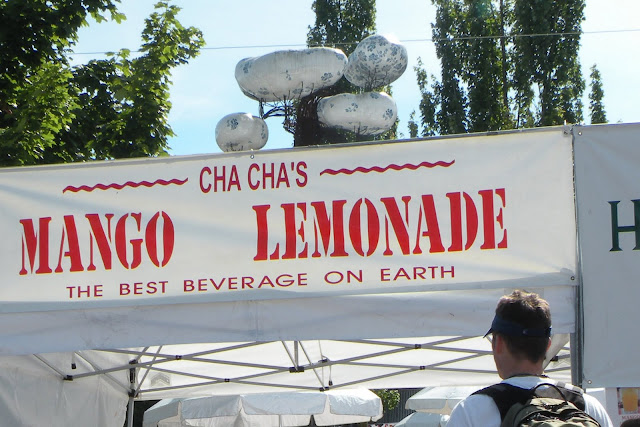 CHA CHA'S
MANGO LEMONADE
THE BEST BEVERAGE ON EARTH
H